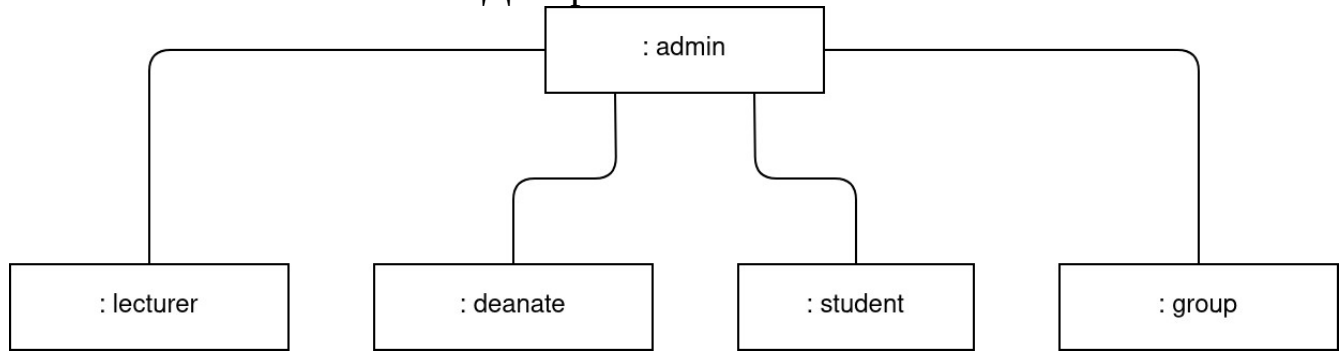 : admin
: lecturer
: deanate
: student
: group